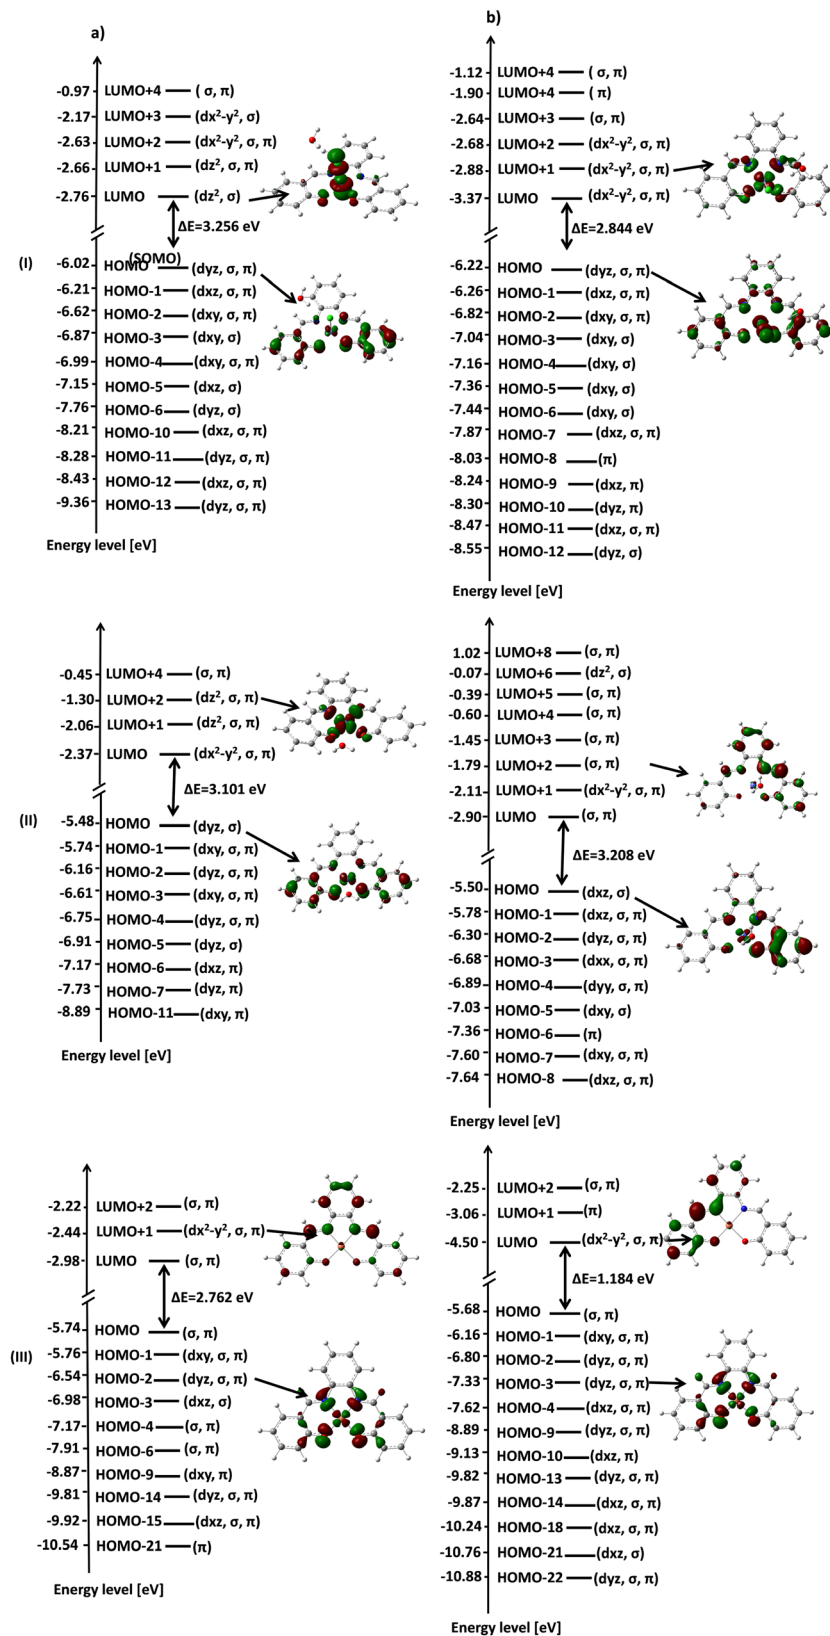 a)
-0.97 LUMO+4 ( σ, π)
-2.17 LUMO+3 (dx²-y², σ)
-2.63 LUMO+2 (dx²-y², σ, π)
-2.66 LUMO+1 (dz², σ, π)
-2.76 LUMO (dz², σ)
ΔE=3.256 eV
(I)
(SOMO)
-6.02 HOMO (dyz, σ, π)
-6.21 HOMO-1 (dxz, σ, π)
-6.62 HOMO-2 (dxy, σ, π)
-6.87 HOMO-3 (dxy, σ)
-6.99 HOMO-4 (dxy, σ, π)
-7.15 HOMO-5 (dxz, σ)
-7.76 HOMO-6 (dyz, σ)
-8.21 HOMO-10 (dxz, σ, π)
-8.28 HOMO-11 (dyz, σ, π)
-8.43 HOMO-12 (dxz, σ, π)
-9.36 HOMO-13 (dyz, σ, π)
Energy level [eV]
b)
-1.12 LUMO+4 ( σ, π)
-1.90 LUMO+4 (π)
-2.64 LUMO+3 (σ, π)
-2.68 LUMO+2 (dx²-y², σ, π)
-2.88 LUMO+1 (dx²-y², σ, π)
-3.37 LUMO (dx²-y², σ, π)
ΔE=2.844 eV
-6.22 HOMO (dyz, σ, π)
-6.26 HOMO-1 (dxz, σ, π)
-6.82 HOMO-2 (dxy, σ, π)
-7.04 HOMO-3 (dxy, σ)
-7.16 HOMO-4 (dxy, σ)
-7.36 HOMO-5 (dxy, σ)
-7.44 HOMO-6 (dxy, σ)
-7.87 HOMO-7 (dxz, σ, π)
-8.03 HOMO-8 (π)
-8.24 HOMO-9 (dxz, π)
-8.30 HOMO-10 (dyz, π)
-8.47 HOMO-11 (dxz, σ, π)
-8.55 HOMO-12 (dyz, σ)
Energy level [eV]
-0.45 LUMO+4 (σ, π)
-1.30 LUMO+2 (dz², σ, π)
-2.06 LUMO+1 (dz², σ, π)
-2.37 LUMO (dx²-y², σ, π)
ΔE=3.101 eV
(II)
-5.48 HOMO (dyz, σ)
-5.74 HOMO-1 (dxy, σ, π)
-6.16 HOMO-2 (dyz, σ, π)
-6.61 HOMO-3 (dxy, σ, π)
-6.75 HOMO-4 (dyz, σ, π)
-6.91 HOMO-5 (dyz, σ)
-7.17 HOMO-6 (dxz, π)
-7.73 HOMO-7 (dyz, π)
-8.89 HOMO-11 (dxy, π)
Energy level [eV]
1.02 LUMO+8 (σ, π)
-0.07 LUMO+6 (dz², σ)
-0.39 LUMO+5 (σ, π)
-0.60 LUMO+4 (σ, π)
-1.45 LUMO+3 (σ, π)
-1.79 LUMO+2 (σ, π)
-2.11 LUMO+1 (dx²-y², σ, π)
-2.90 LUMO (σ, π)
ΔE=3.208 eV
-5.50 HOMO (dxz, σ)
-5.78 HOMO-1 (dxz, σ, π)
-6.30 HOMO-2 (dyz, σ, π)
-6.68 HOMO-3 (dxx, σ, π)
-6.89 HOMO-4 (dyy, σ, π)
-7.03 HOMO-5 (dxy, σ)
-7.36 HOMO-6 (π)
-7.60 HOMO-7 (dxy, σ, π)
-7.64 HOMO-8 (dxz, σ, π)
Energy level [eV]
-2.22 LUMO+2 (σ, π)
-2.44 LUMO+1 (dx²-y², σ, π)
-2.98 LUMO (σ, π)
ΔE=2.762 eV
(III)
-5.74 HOMO (σ, π)
-5.76 HOMO-1 (dxy, σ, π)
-6.54 HOMO-2 (dyz, σ, π)
-6.98 HOMO-3 (dxz, σ)
-7.17 HOMO-4 (σ, π)
-7.91 HOMO-6 (σ, π)
-8.87 HOMO-9 (dxy, π)
-9.81 HOMO-14 (dyz, σ, π)
-9.92 HOMO-15 (dxz, σ, π)
-10.54 HOMO-21 (π)
Energy level [eV]
-2.25 LUMO+2 (σ, π)
-3.06 LUMO+1 (π)
-4.50 LUMO (dx²-y², σ, π)
ΔE=1.184 eV
-5.68 HOMO (σ, π)
-6.16 HOMO-1 (dxy, σ, π)
-6.80 HOMO-2 (dyz, σ, π)
-7.33 HOMO-3 (dyz, σ, π)
-7.62 HOMO-4 (dxz, σ, π)
-8.89 HOMO-9 (dyz, σ, π)
-9.13 HOMO-10 (dxz, π)
-9.82 HOMO-13 (dyz, σ, π)
-9.87 HOMO-14 (dxz, σ, π)
-10.24 HOMO-18 (dxz, σ, π)
-10.76 HOMO-21 (dxz, σ)
-10.88 HOMO-22 (dyz, σ, π)
Energy level [eV]